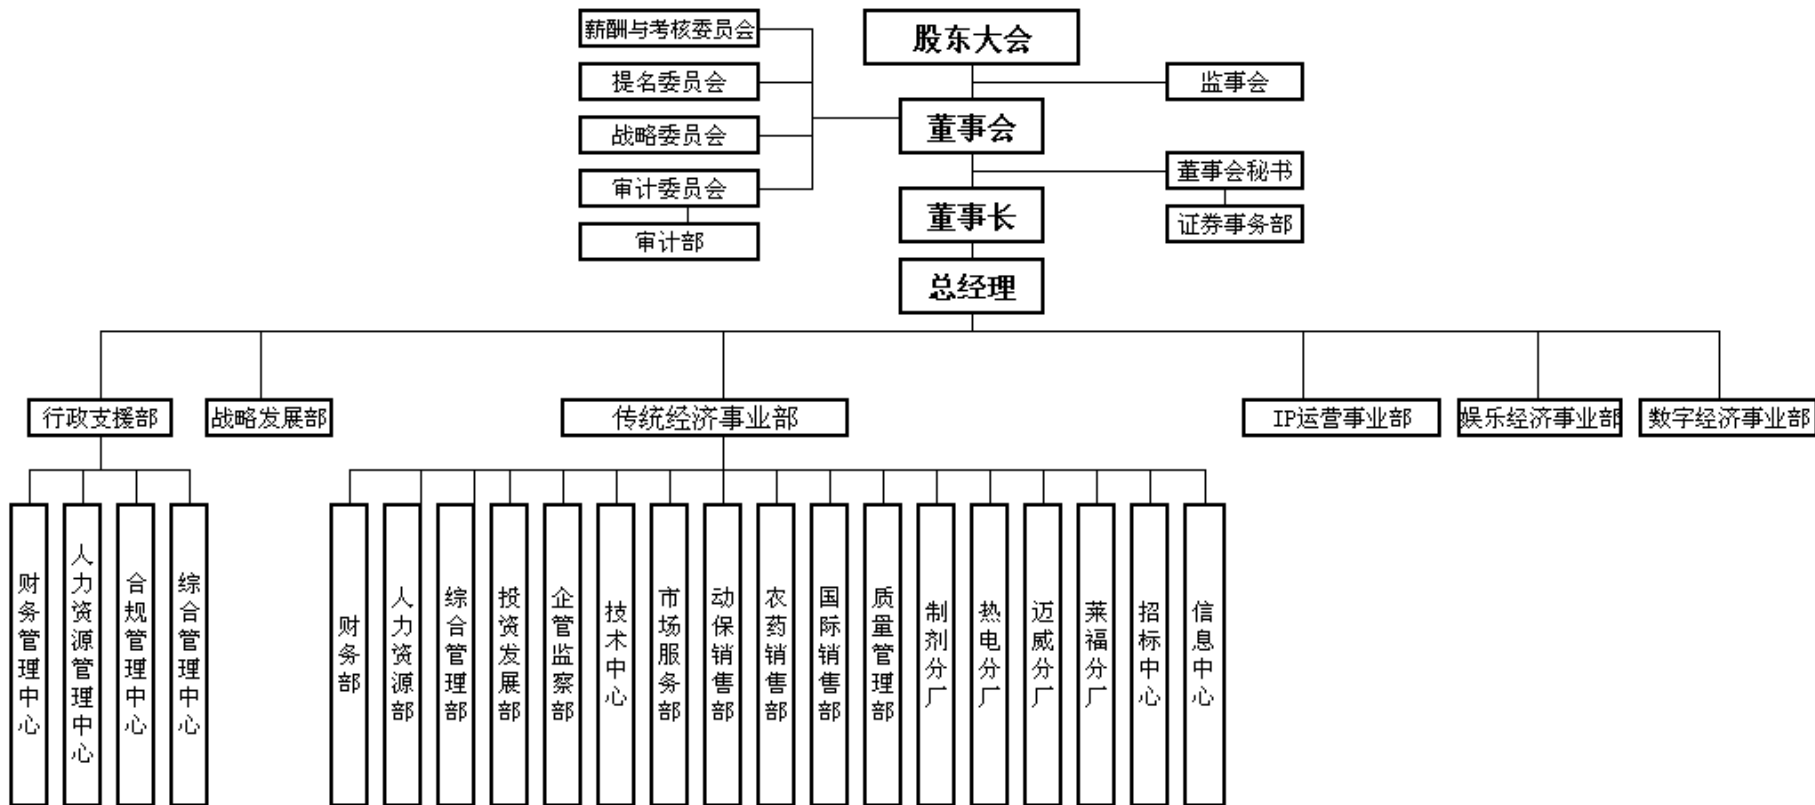 股东大会
薪酬与考核委员会
提名委员会
监事会
董事会
战略委员会
董事会秘书
审计委员会
董事长
证券事务部
审计部
总经理
行政支援部
战略发展部
传统经济事业部
IP运营事业部
娱乐经济事业部
数字经济事业部
财务管理中心
人力资源管理中心
合规管理中心
综合管理中心
财务部
人力资源部
综合管理部
投资发展部
企管监察部
技术中心
市场服务部
动保销售部
农药销售部
国际销售部
质量管理部
制剂分厂
热电分厂
迈威分厂
莱福分厂
招标中心
信息中心